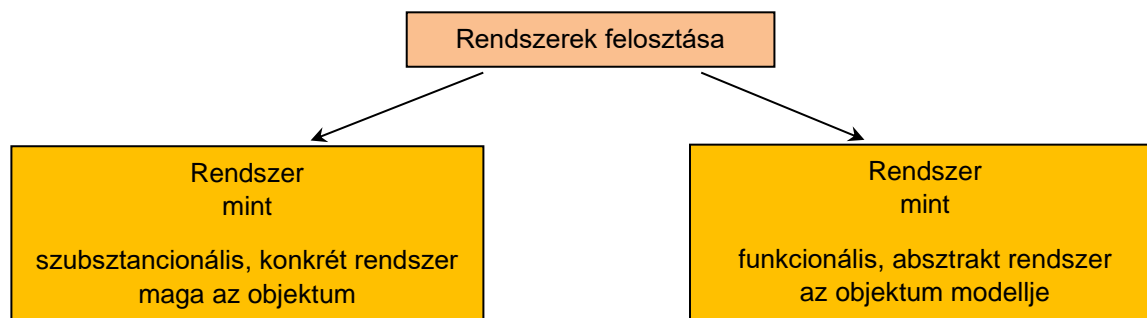 Rendszerek felosztása
Rendszer
mint
szubsztancionális, konkrét rendszer
maga az objektum
Rendszer
mint
funkcionális, absztrakt rendszer
az objektum modellje